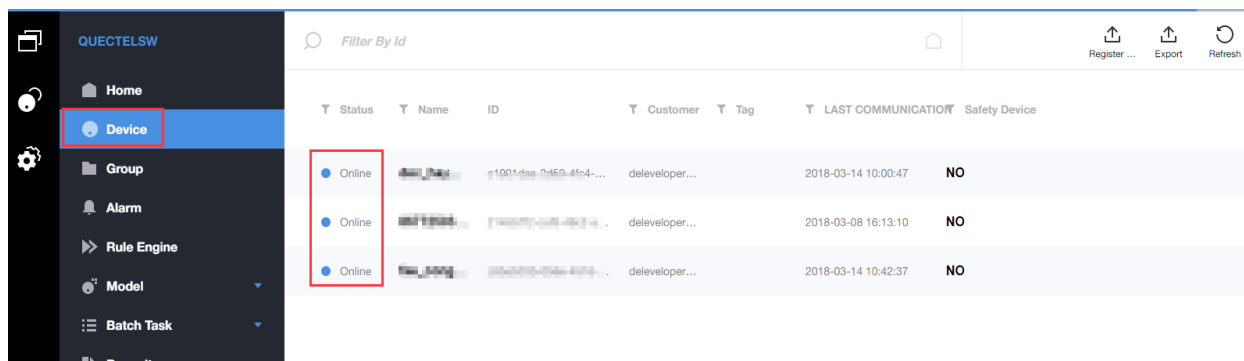 QUECTELSW
Filter By Id
Register ...
Export
Refresh
Home
Device
Group
Alarm
Rule Engine
Model
Batch Task
Status Name ID Customer Tag LAST COMMUNICATION Safety Device
Online deleveloper... 2018-03-14 10:00:47 NO
Online deleveloper... 2018-03-08 16:13:10 NO
Online deleveloper... 2018-03-14 10:42:37 NO